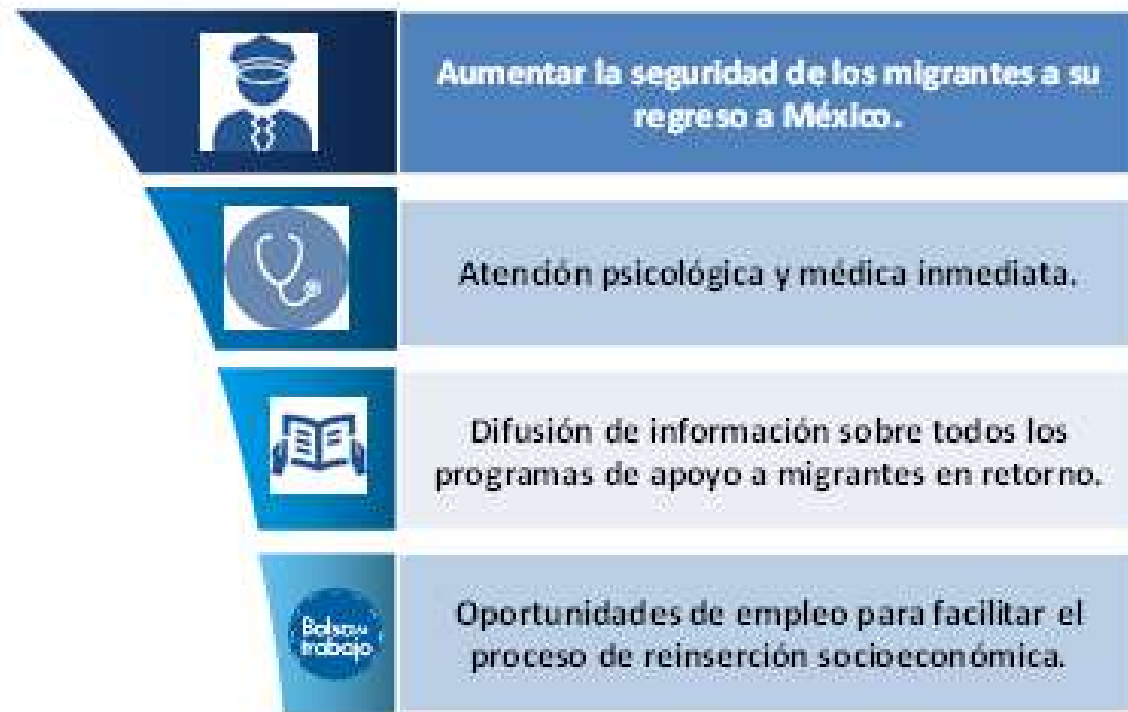 Aumentar la seguridad de los migrantes a su
regreso a México.
Atención psicológica y médica inmediata.
Difusión de información sobre todos los
programas de apoyo a migrantes en retorno.
Bolsa de
trabajo
Oportunidades de empleo para facilitar el
proceso de reinserción socioeconómica.